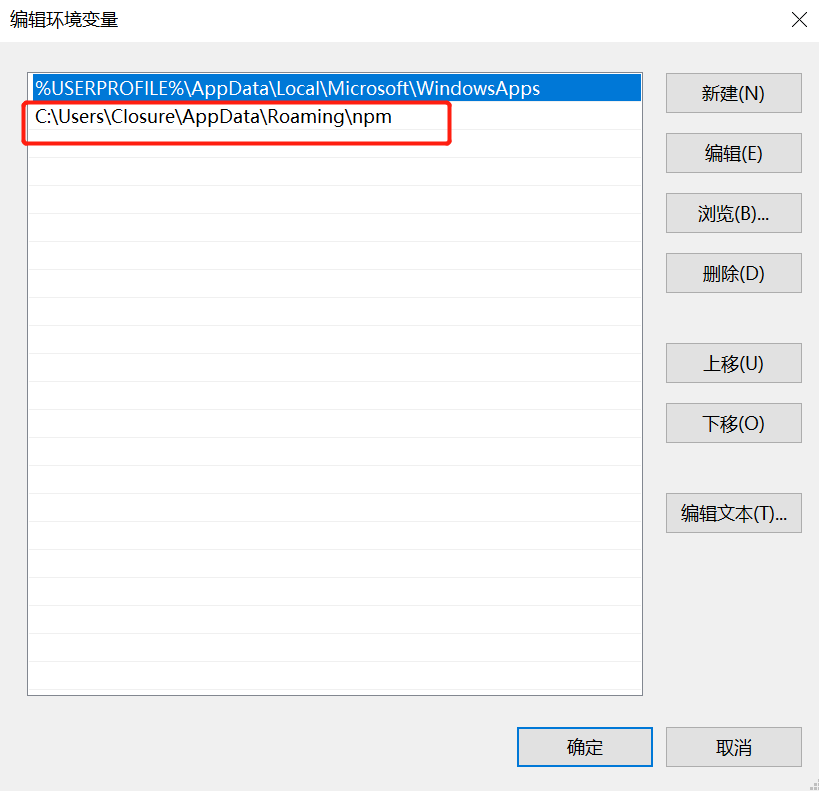 编辑环境变量
%USERPROFILE%\AppData\Local\Microsoft\WindowsApps
C:\Users\Closure\AppData\Roaming\npm
新建(N)
编辑(E)
浏览(B)...
删除(D)
上移(U)
下移(O)
编辑文本(T)...
确定
取消